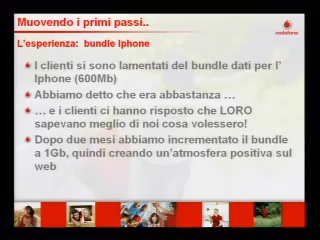 Muovendo i primi passi..
vodafone
L'esperienza: bundle Iphone
I clienti si sono lamentati del bundle dati per l'
Iphone (600Mb)
Abbiamo detto che era abbastanza …
… e i clienti ci hanno risposto che LORO
sapevano meglio di noi cosa volessero!
Dopo due mesi abbiamo incrementato il bundle
a 1Gb, quindi creando un'atmosfera positiva sul
web